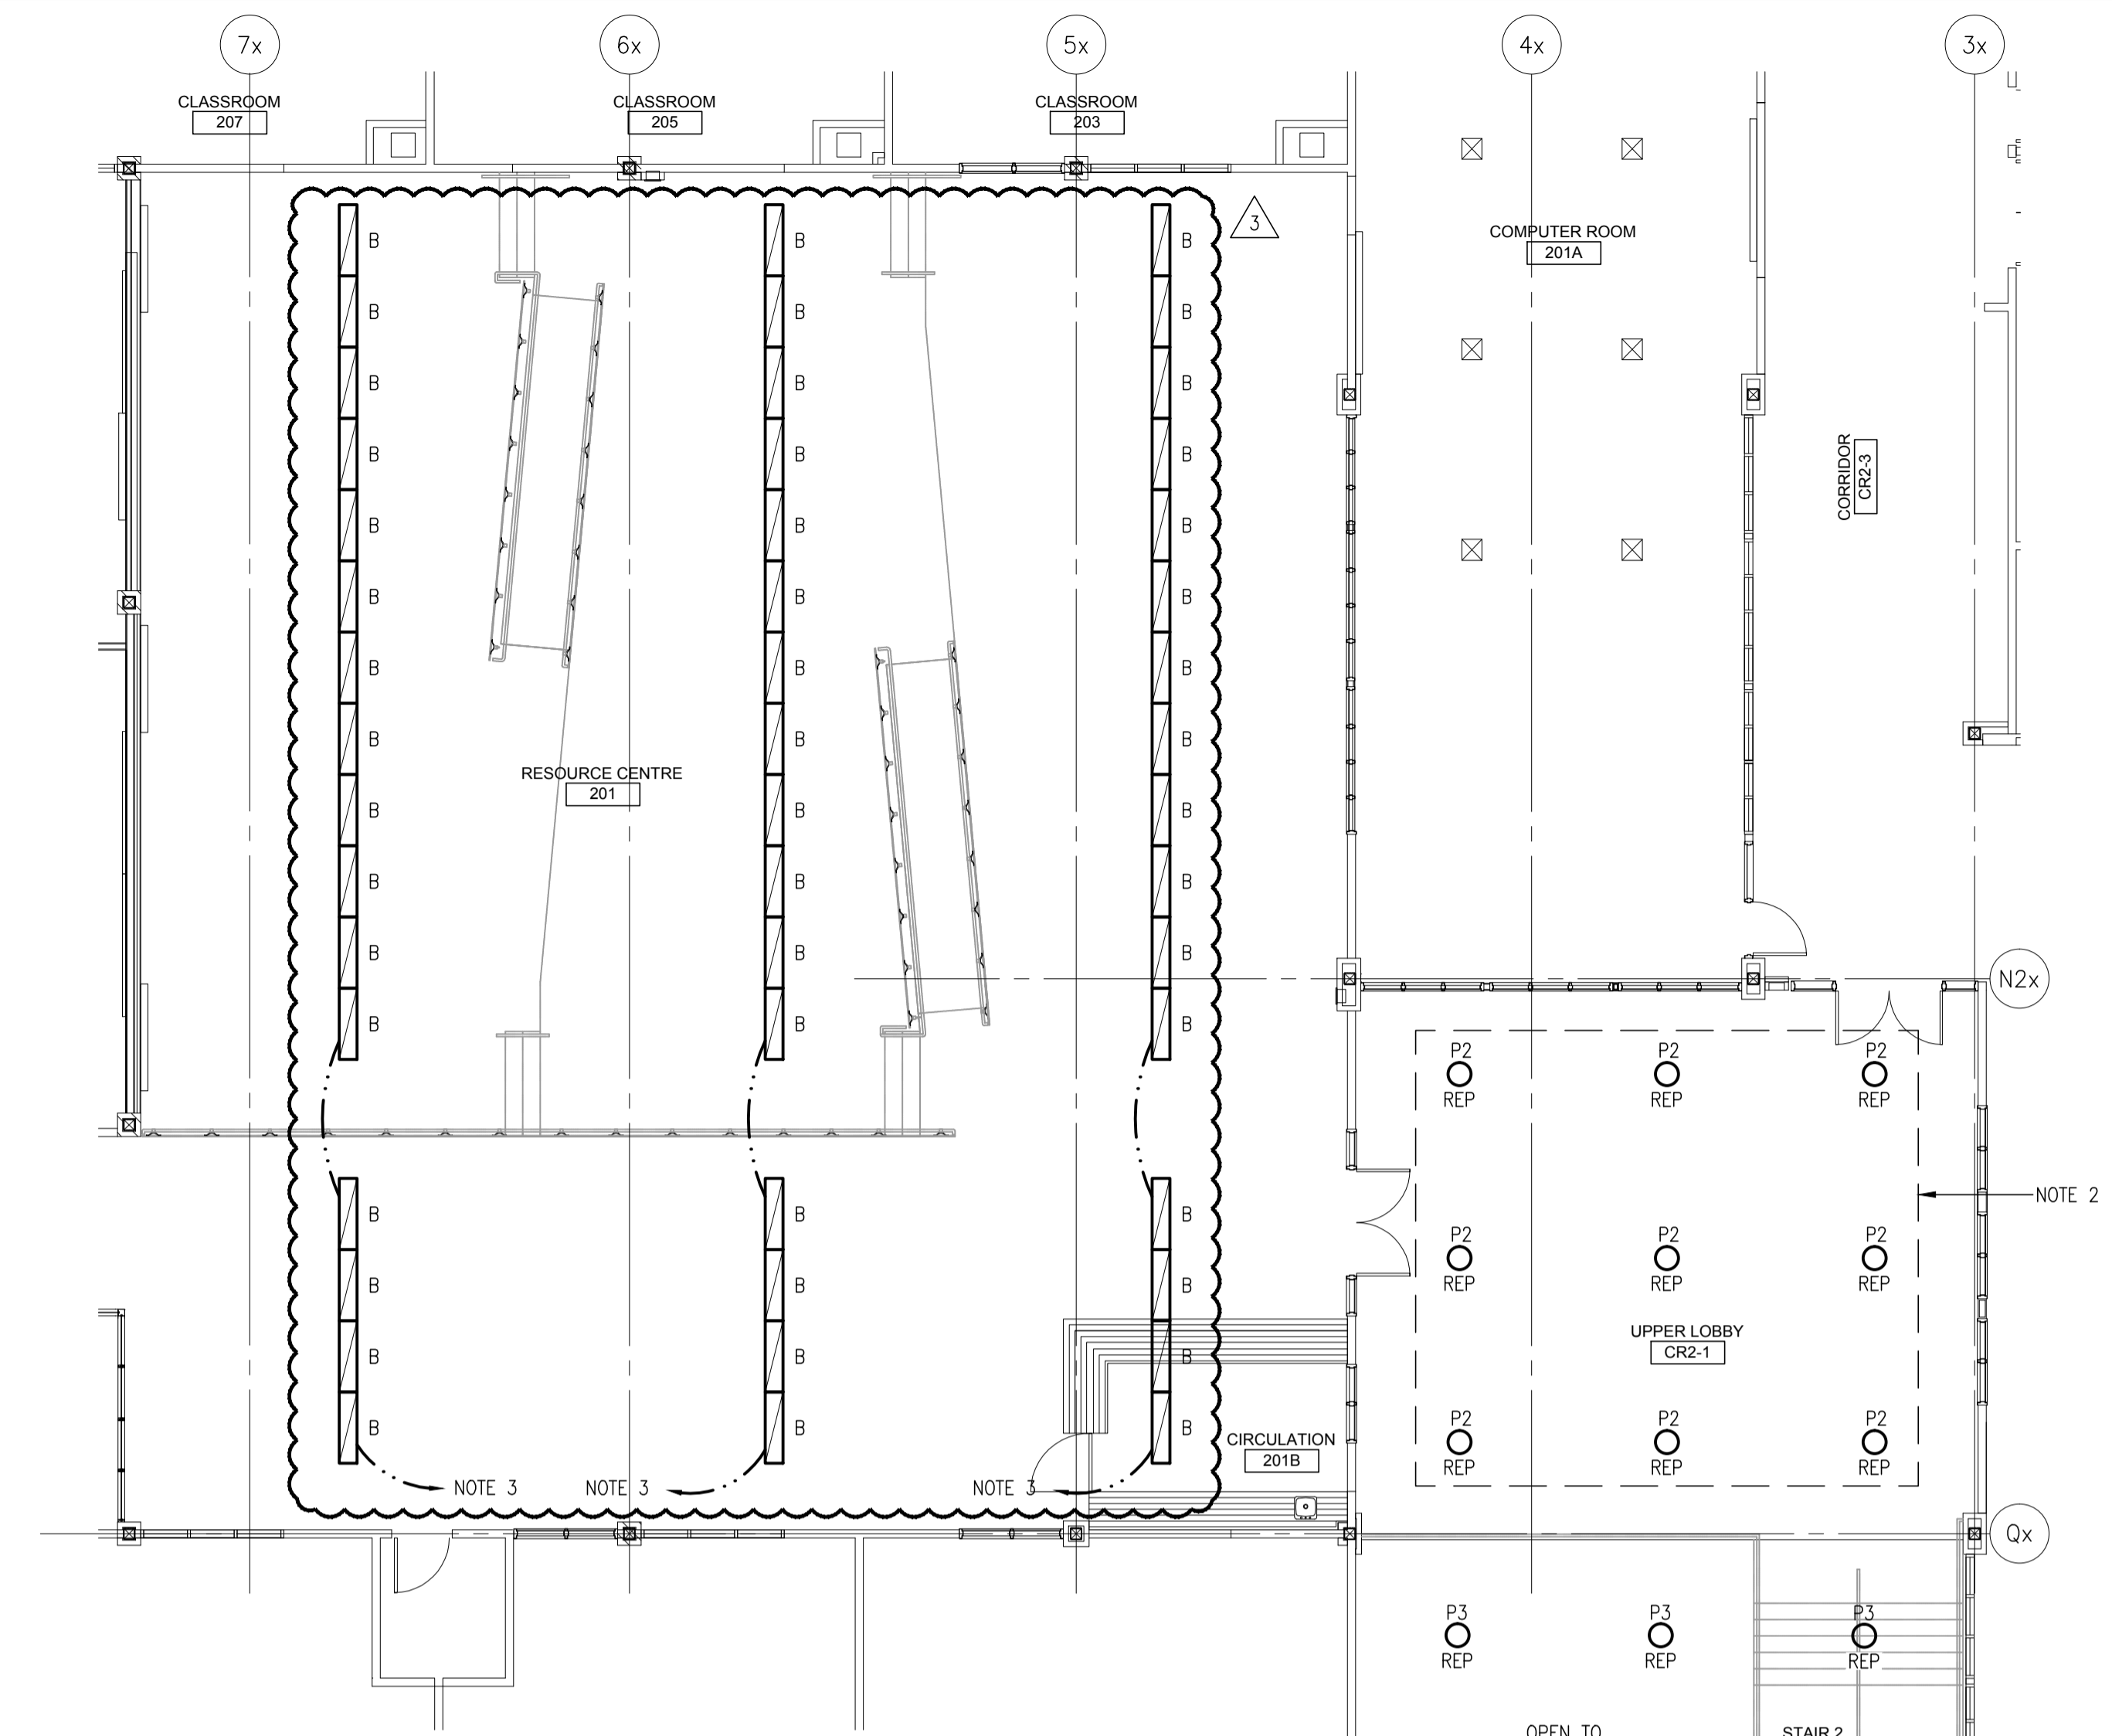 7x 6x 5x 4x 3x
CLASSROOM CLASSROOM CLASSROOM
207 205 203
3
COMPUTER ROOM
201A
B B B
B B B
B B B
B B B
CORRIDOR
CR2-3
B B B
B B B
B B B
B B B
RESOURCE CENTRE
201
B B B
B B B
B B B
N2x
B B B
P2 P2 P2
REP REP REP
NOTE 2
B B B
P2 P2 P2
REP REP REP
B B B
UPPER LOBBY
CR2-1
B B B
P2 P2 P2
B B B
CIRCULATION
201B
REP REP REP
NOTE 3 NOTE 3 NOTE 3
Qx
P3 P3 P3
REP REP REP
OPEN TO STAIR 2